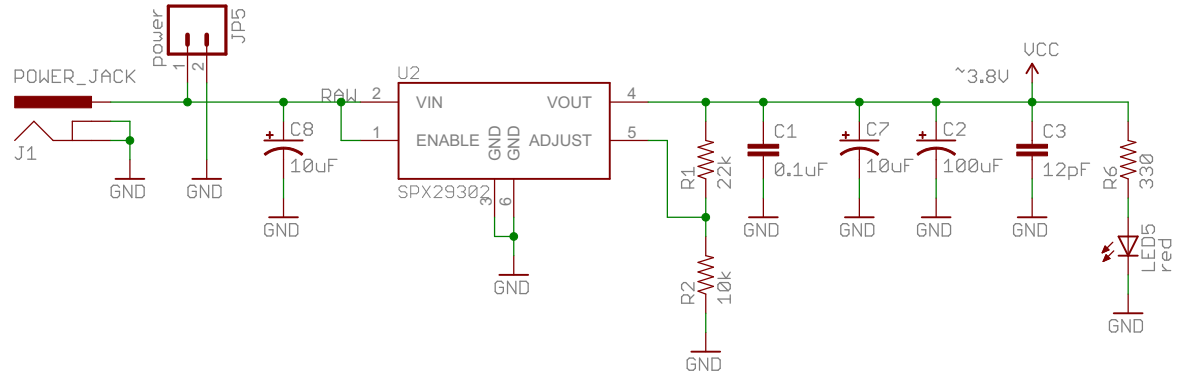 power
JP5
1
2
POWER_JACK
J1
GND
GND
RAW
C8
10uF
GND
U2
2
VIN
1
ENABLE
GND
GND
VOUT
4
ADJUST
5
SPX29302
3
6
GND
R1
22k
R2
10k
GND
C1
0.1uF
GND
C7
10uF
GND
C2
100uF
GND
~3.8V
VCC
C3
12pF
GND
R6
330
LED5
red
GND